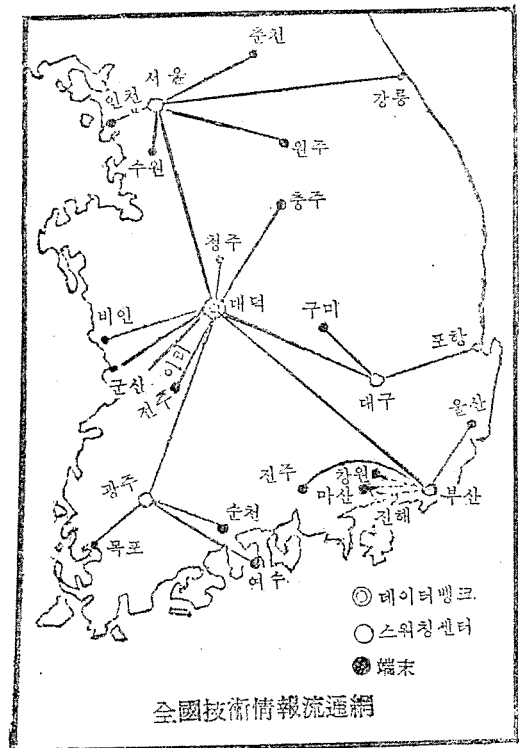 춘천
서울
인천
강릉
원주
수원
충주
청주
비인
대덕
구미
포항
이리
군산
전주
대구
울산
광주
진주
창원
마산
부산
순천
진해
목포
여수
데이터뱅크
스위칭센터
端末
全國技術情報流通網